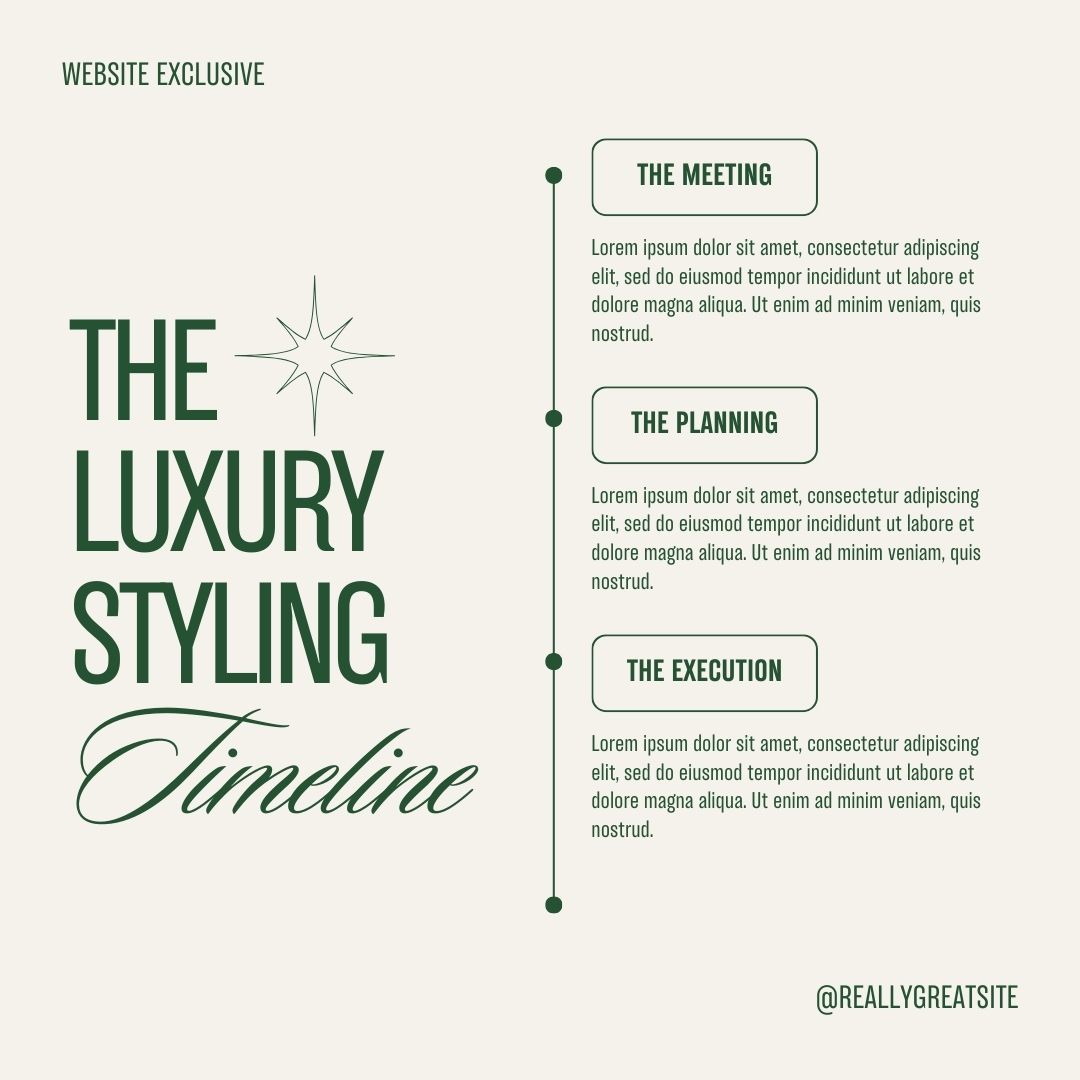 WEBSITE EXCLUSIVE
THE
LUXURY
STYLING
Timeline
THE MEETING
Lorem ipsum dolor sit amet, consectetur adipiscing
elit, sed do eiusmod tempor incididunt ut labore et
dolore magna aliqua. Ut enim ad minim veniam, quis
nostrud.
THE PLANNING
Lorem ipsum dolor sit amet, consectetur adipiscing
elit, sed do eiusmod tempor incididunt ut labore et
dolore magna aliqua. Ut enim ad minim veniam, quis
nostrud.
THE EXECUTION
Lorem ipsum dolor sit amet, consectetur adipiscing
elit, sed do eiusmod tempor incididunt ut labore et
dolore magna aliqua. Ut enim ad minim veniam, quis
nostrud.
@REALLYGREATSITE